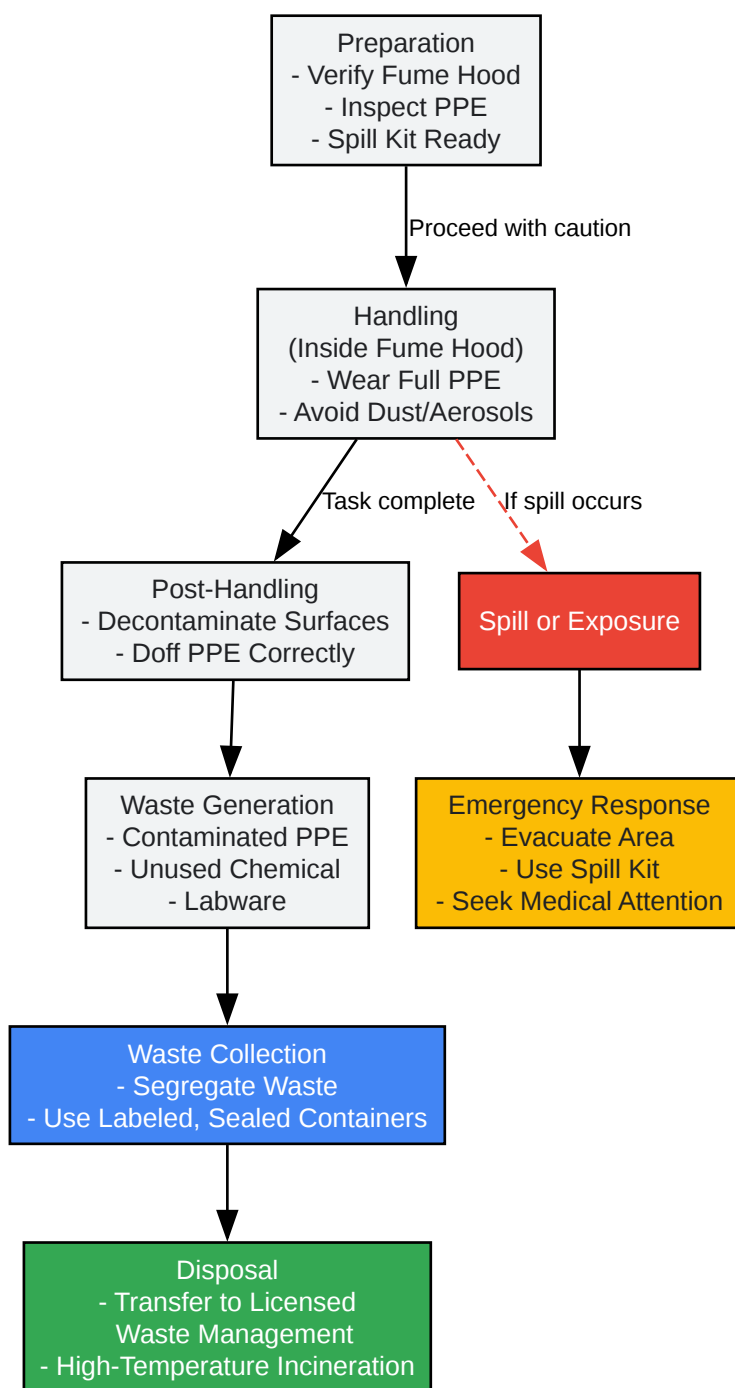 Preparation
- Verify Fume Hood
- Inspect PPE
- Spill Kit Ready
Proceed with caution
Handling
(Inside Fume Hood)
- Wear Full PPE
- Avoid Dust/Aerosols
Task complete
If spill occurs
Post-Handling
- Decontaminate Surfaces
- Doff PPE Correctly
Spill or Exposure
Waste Generation
- Contaminated PPE
- Unused Chemical
- Labware
Emergency Response
- Evacuate Area
- Use Spill Kit
- Seek Medical Attention
Waste Collection
- Segregate Waste
- Use Labeled, Sealed Containers
Disposal
- Transfer to Licensed
Waste Management
- High-Temperature Incineration